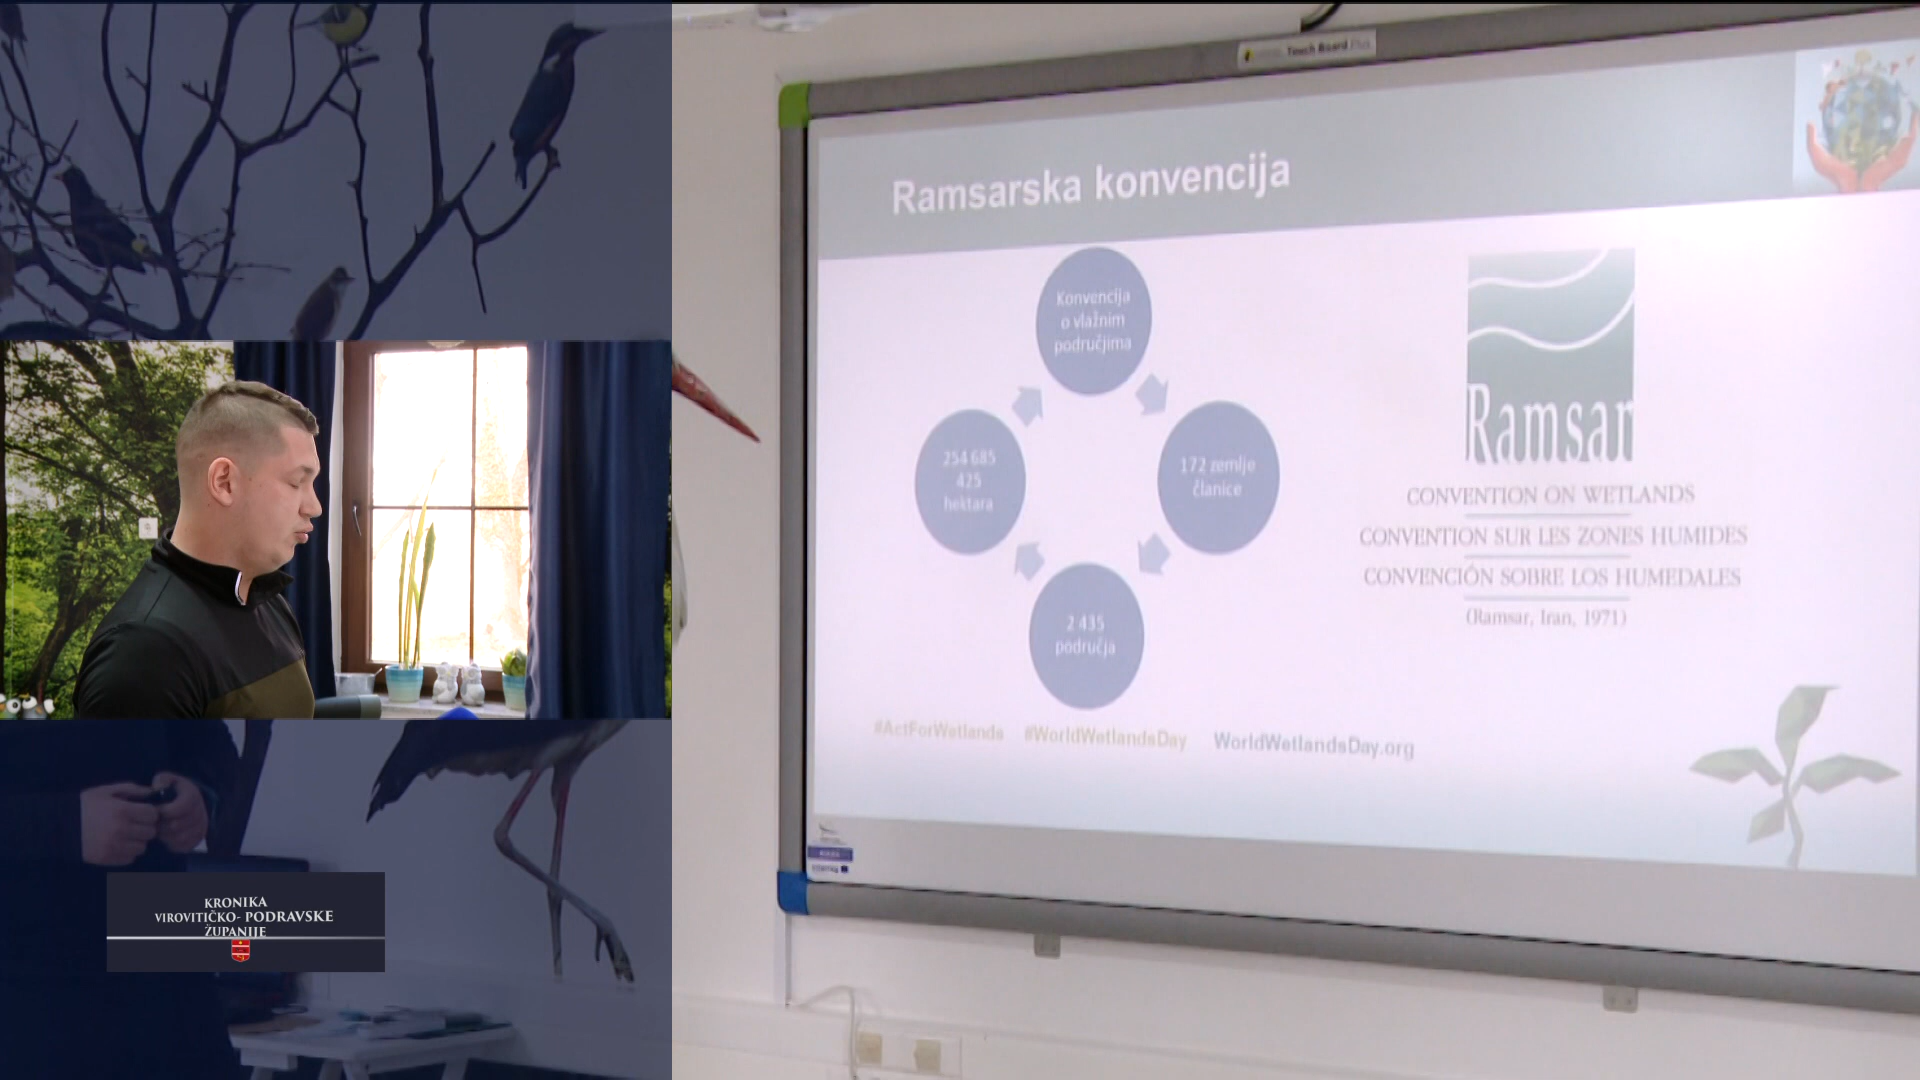 Touch Board Plus
Ramsarska konvencija
Konvencija
o vlažnim
područjima
172 zemlje
članice
2 435
područja
254 685
425
hektara
Ramsar
CONVENTION ON WETLANDS
CONVENTION SUR LES ZONES HUMIDES
CONVENCIÓN SOBRE LOS HUMEDALES
(Ramsar, Iran, 1971)
#ActForWetlands #WorldWetlandsDay WorldWetlandsDay.org
KRONIKA
VIROVITIČKO- PODRAVSKE
ŽUPANIJE